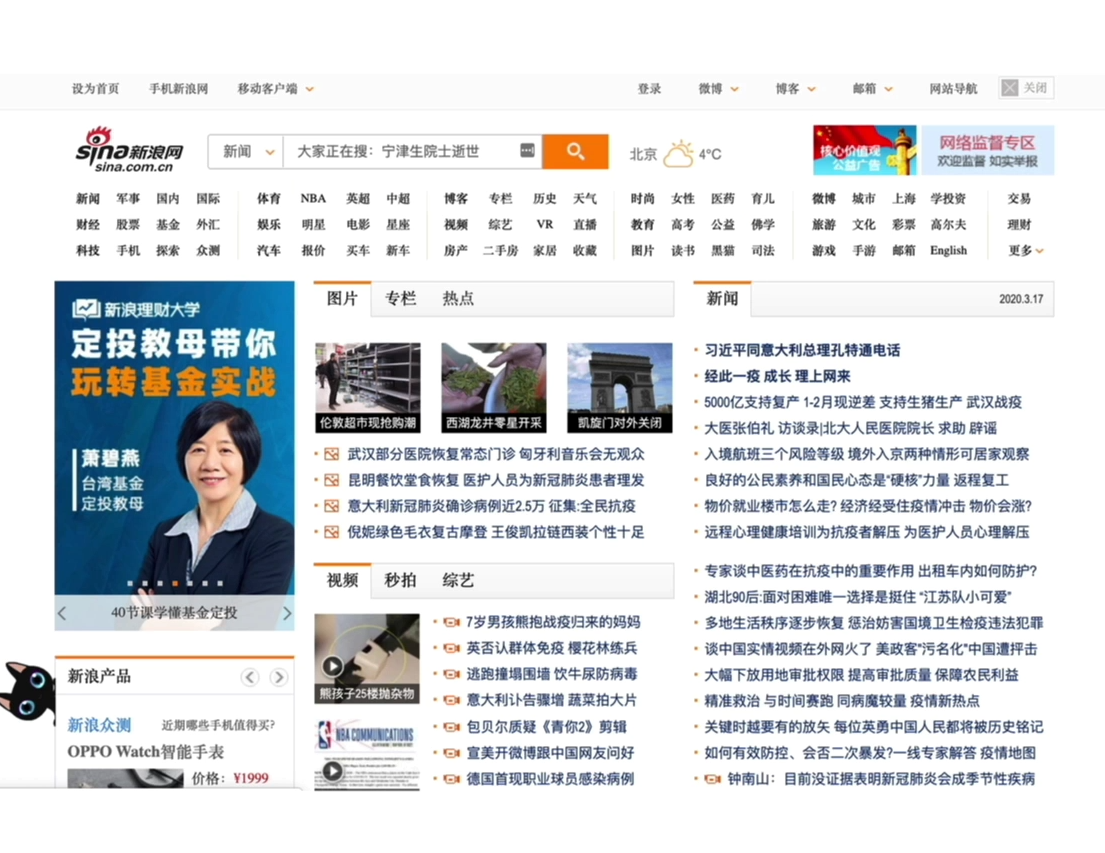 设为首页 手机新浪网 移动客户端 登录 微博 博客 邮箱 网站导航 关闭
sina新浪网
sina.com.cn
新闻 大家正在搜：宁津生院士逝世
北京 4°C
核心价值观
公益广告
网络监督专区
欢迎监督 如实举报
新闻 军事 国内 国际 体育 NBA 英超 中超 博客 专栏 历史 天气 时尚 女性 医药 育儿 微博 城市 上海 学投资 交易
财经 股票 基金 外汇 娱乐 明星 电影 星座 视频 综艺 VR 直播 教育 高考 公益 佛学 旅游 文化 彩票 高尔夫 理财
科技 手机 探索 众测 汽车 报价 买车 新车 房产 二手房 家居 收藏 图片 读书 黑猫 司法 游戏 手游 邮箱 English 更多
新浪理财大学
定投教母带你
玩转基金实战
萧碧燕
台湾基金
定投教母
40节课学懂基金定投
新浪产品
新浪众测 近期哪些手机值得买?
OPPO Watch智能手表
价格：¥1999
图片 专栏 热点
伦敦超市现抢购潮 西湖龙井零星开采 凯旋门对外关闭
武汉部分医院恢复常态门诊 匈牙利音乐会无观众
昆明餐饮堂食恢复 医护人员为新冠肺炎患者理发
意大利新冠肺炎确诊病例近2.5万 征集:全民抗疫
倪妮绿色毛衣复古摩登 王俊凯拉链西装个性十足
视频 秒拍 综艺
熊孩子25楼抛杂物
NBA COMMUNICATIONS
7岁男孩熊抱战疫归来的妈妈
英否认群体免疫 樱花林练兵
逃跑撞塌围墙 饮牛尿防病毒
意大利讣告骤增 蔬菜拍大片
包贝尔质疑《青你2》剪辑
宣美开微博跟中国网友问好
德国首现职业球员感染病例
新闻 2020.3.17
习近平同意大利总理孔特通电话
经此一疫 成长 理上网来
5000亿支持复产 1-2月现逆差 支持生猪生产 武汉战疫
大医张伯礼 访谈录|北大人民医院院长 求助 辟谣
入境航班三个风险等级 境外入京两种情形可居家观察
良好的公民素养和国民心态是“硬核”力量 返程复工
物价就业楼市怎么走? 经济经受住疫情冲击 物价会涨?
远程心理健康培训为抗疫者解压 为医护人员心理解压
专家谈中医药在抗疫中的重要作用 出租车内如何防护?
湖北90后:面对困难唯一选择是挺住 “江苏队小可爱”
多地生活秩序逐步恢复 惩治妨害国境卫生检疫违法犯罪
谈中国实情视频在外网火了 美政客"污名化"中国遭抨击
大幅下放用地审批权限 提高审批质量 保障农民利益
精准救治 与时间赛跑 同病魔较量 疫情新热点
关键时越要有的放矢 每位英勇中国人民都将被历史铭记
如何有效防控、会否二次暴发?一线专家解答 疫情地图
钟南山：目前没证据表明新冠肺炎会成季节性疾病